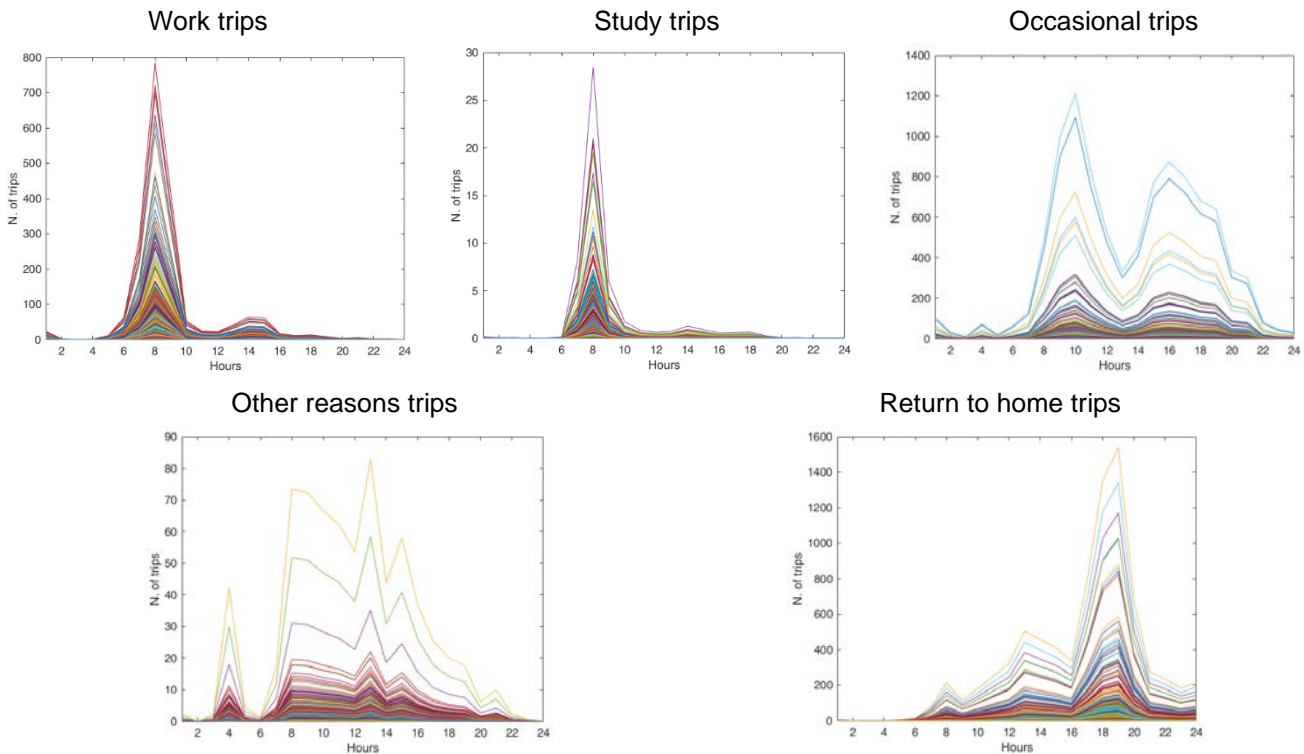 Work trips
800
700
600
500
400
300
200
100
0
N. of trips
2 4 6 8 10 12 14 16 18 20 22 24
Hours
Study trips
30
25
20
15
10
5
0
N. of trips
2 4 6 8 10 12 14 16 18 20 22 24
Hours
Occasional trips
1400
1200
1000
800
600
400
200
0
N. of trips
2 4 6 8 10 12 14 16 18 20 22 24
Hours
Other reasons trips
90
80
70
60
50
40
30
20
10
0
N. of trips
2 4 6 8 10 12 14 16 18 20 22 24
Hours
Return to home trips
1600
1400
1200
1000
800
600
400
200
0
N. of trips
2 4 6 8 10 12 14 16 18 20 22 24
Hours